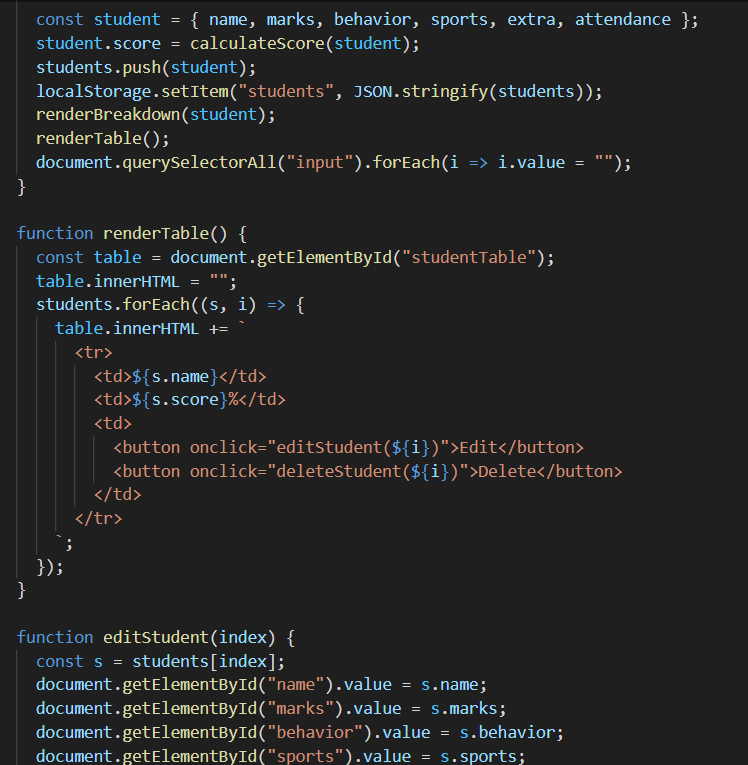 const student = { name, marks, behavior, sports, extra, attendance };
student.score = calculateScore(student);
students.push(student);
localStorage.setItem("students", JSON.stringify(students));
renderBreakdown(student);
renderTable();
document.querySelectorAll("input").forEach(i => i.value = "");
}
function renderTable() {
const table = document.getElementById("studentTable");
table.innerHTML = "";
students.forEach((s, i) => {
table.innerHTML += `
<tr>
<td>${s.name}</td>
<td>${s.score}%</td>
<td>
<button onclick="editStudent(${i})">Edit</button>
<button onclick="deleteStudent(${i})">Delete</button>
</td>
</tr>
`;
});
}
function editStudent(index) {
const s = students[index];
document.getElementById("name").value = s.name;
document.getElementById("marks").value = s.marks;
document.getElementById("behavior").value = s.behavior;
document.getElementById("sports").value = s.sports;